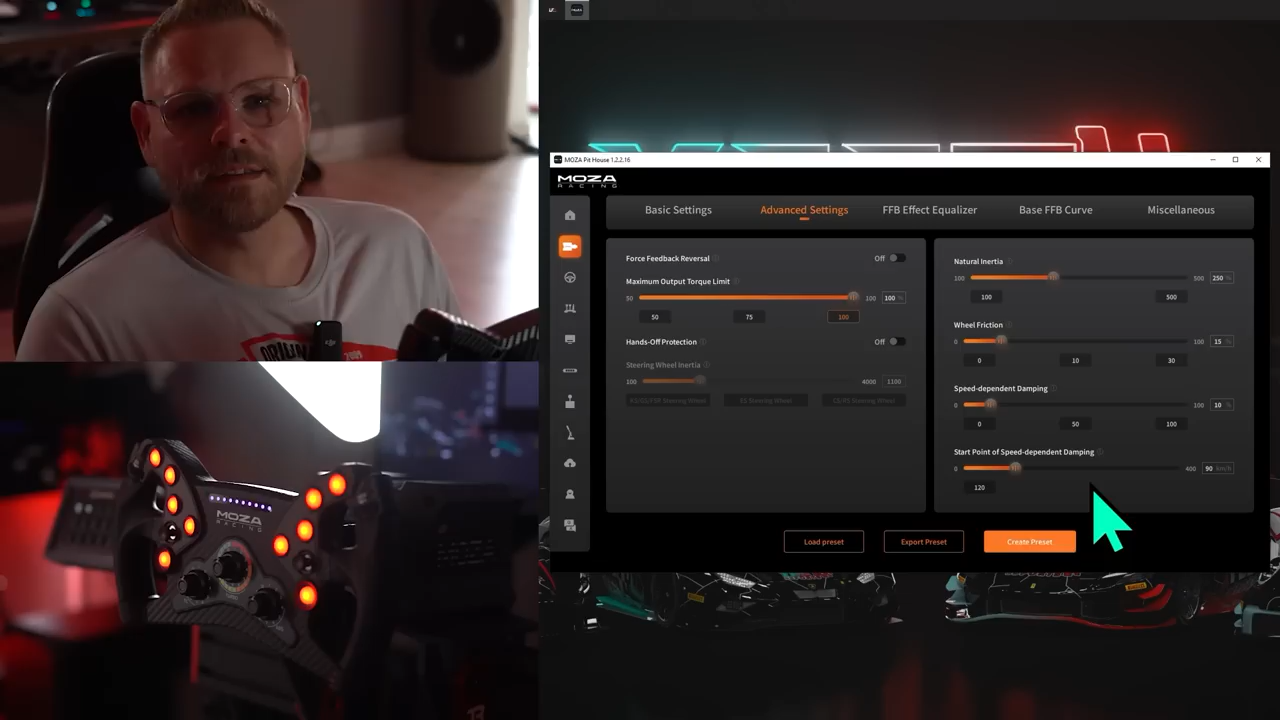 MOZA Pit House 1.2.2.16
MOZA
RACING
Basic Settings
Advanced Settings
FFB Effect Equalizer
Base FFB Curve
Miscellaneous
Force Feedback Reversal
Off
Maximum Output Torque Limit
50
100
100 %
50
75
100
Hands-Off Protection
Off
Steering Wheel Inertia
100
4000
1100
Natural Inertia
100
500
250 %
100
500
Wheel Friction
0
100
15 %
0
10
30
Speed-dependent Damping
0
100
10 %
0
50
100
Start Point of Speed-dependent Damping
0
400
90 km/h
120
Load preset
Export Preset
Create Preset
MOZA
RACING